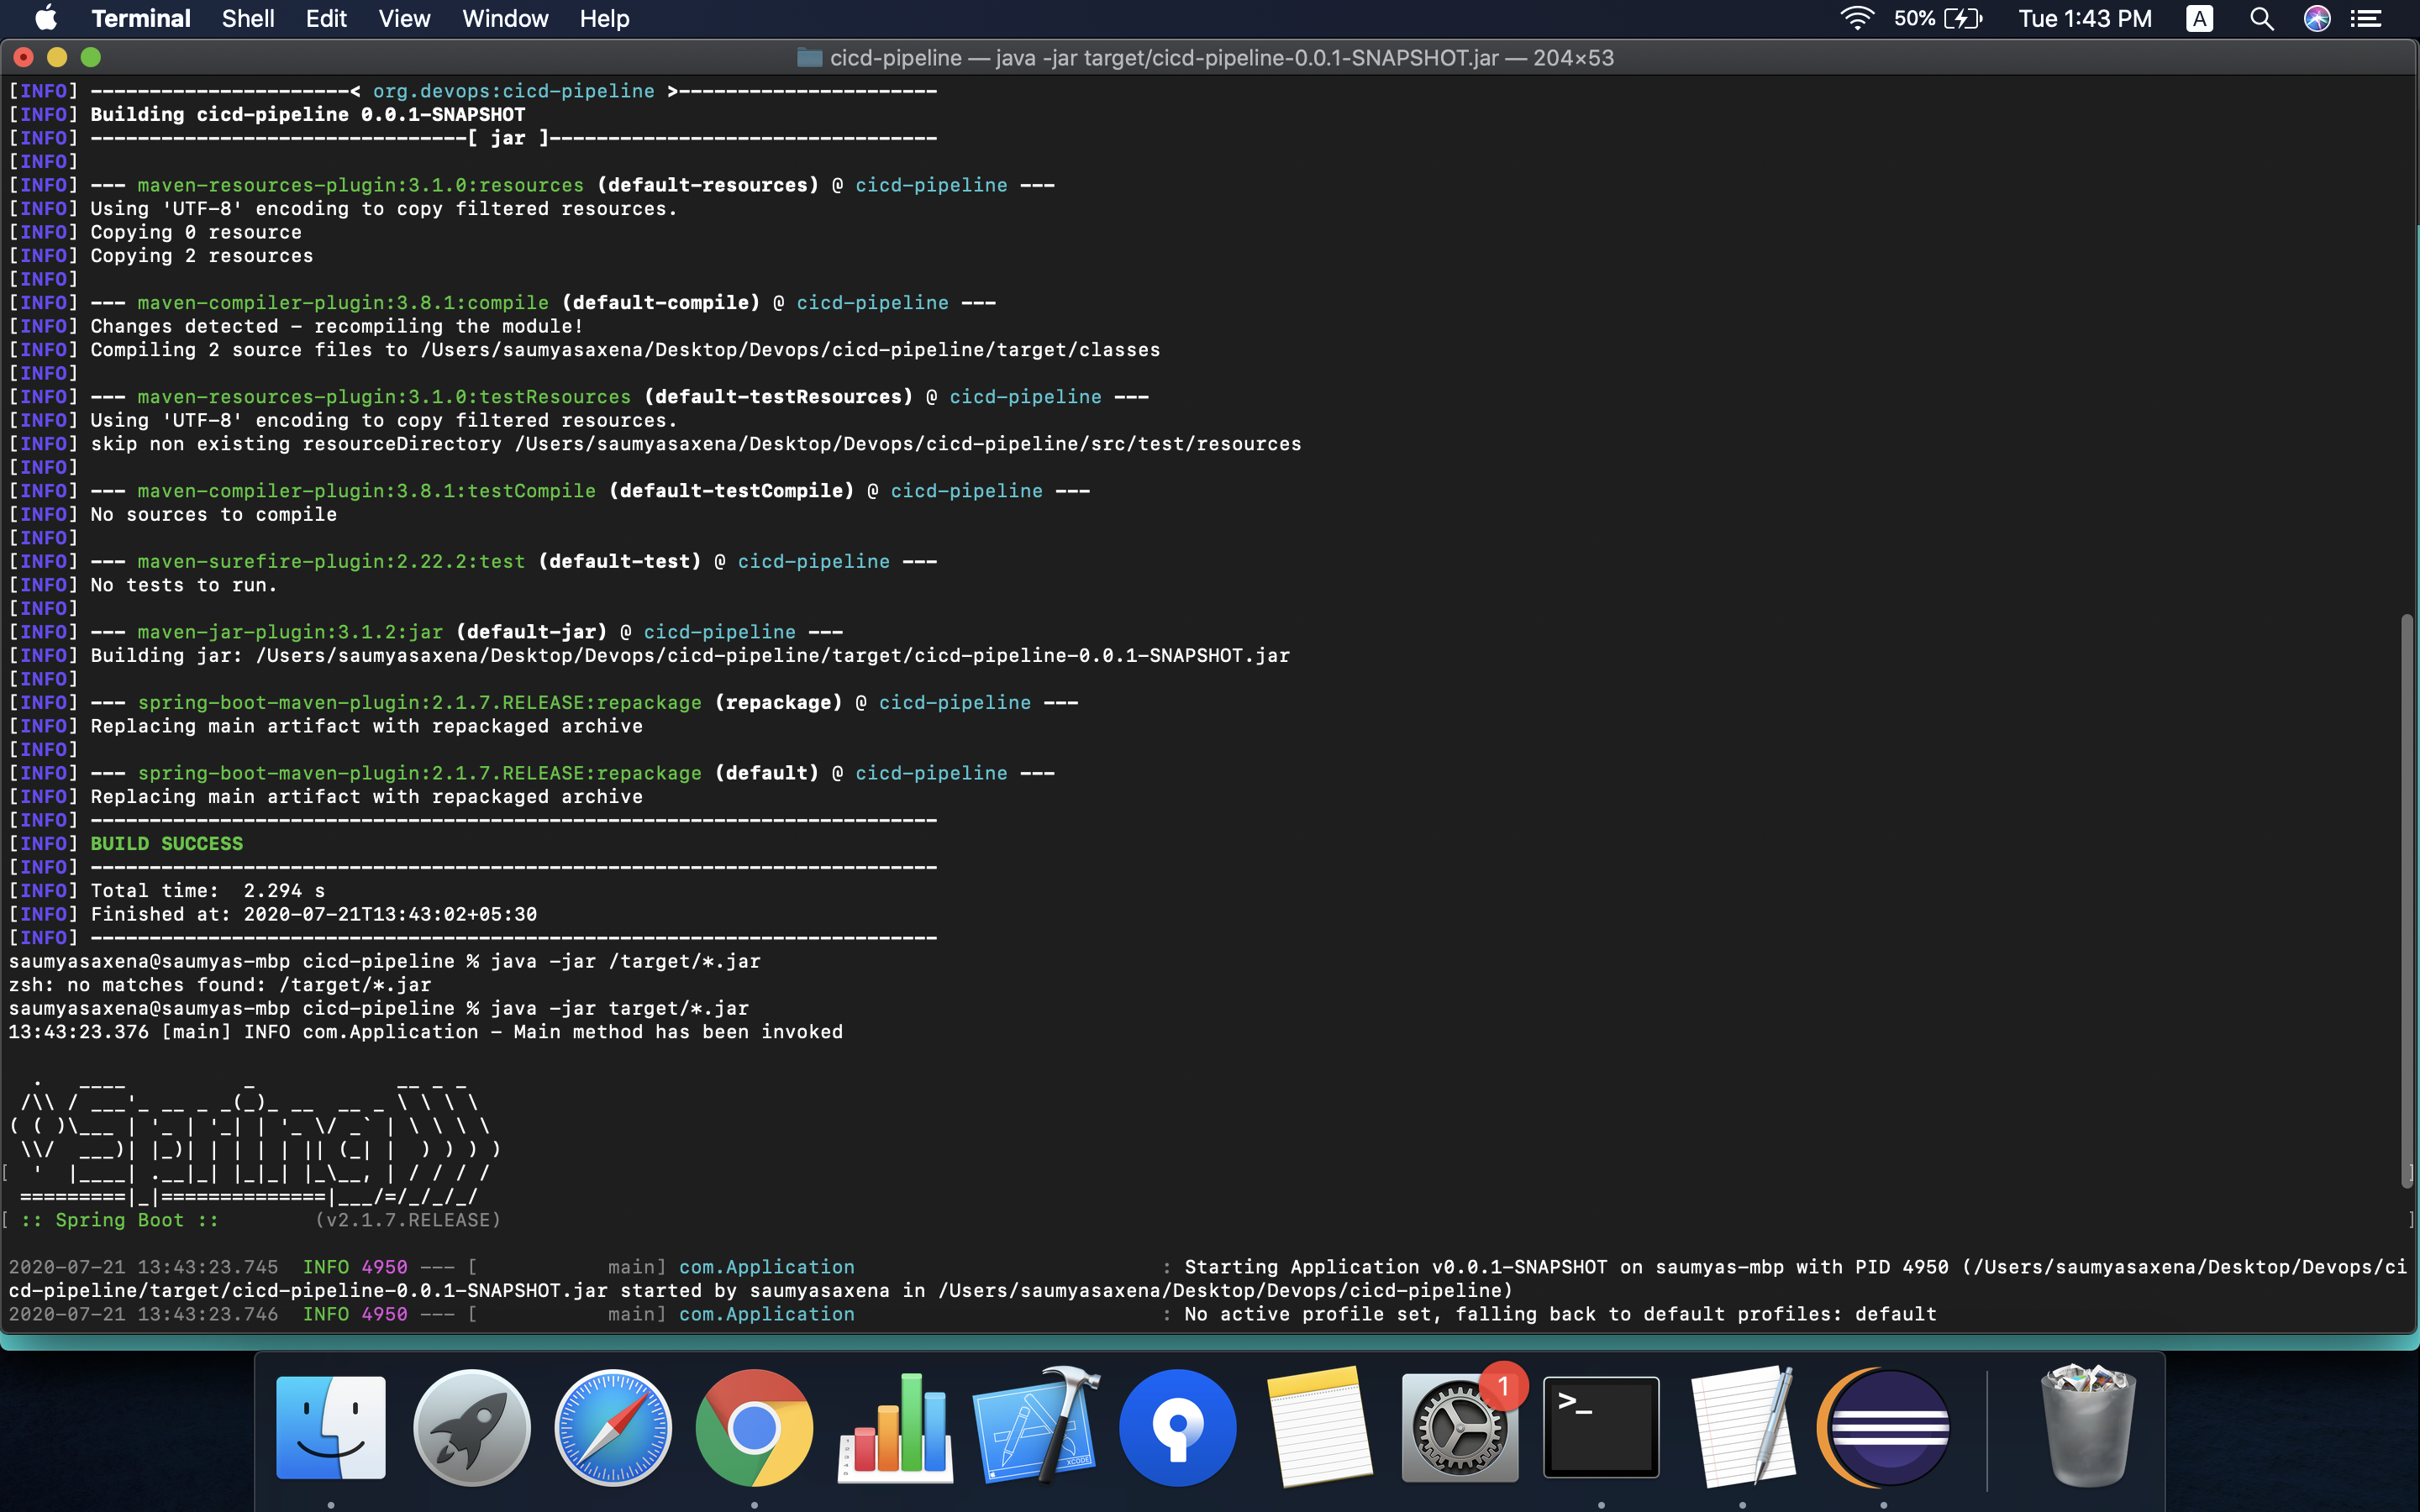 Terminal Shell Edit View Window Help 50% Tue 1:43 PM A
cicd-pipeline — java -jar target/cicd-pipeline-0.0.1-SNAPSHOT.jar — 204×53
[INFO] ----------------------< org.devops:cicd-pipeline >----------------------
[INFO] Building cicd-pipeline 0.0.1-SNAPSHOT
[INFO] --------------------------------[ jar ]---------------------------------
[INFO]
[INFO] --- maven-resources-plugin:3.1.0:resources (default-resources) @ cicd-pipeline ---
[INFO] Using 'UTF-8' encoding to copy filtered resources.
[INFO] Copying 0 resource
[INFO] Copying 2 resources
[INFO]
[INFO] --- maven-compiler-plugin:3.8.1:compile (default-compile) @ cicd-pipeline ---
[INFO] Changes detected - recompiling the module!
[INFO] Compiling 2 source files to /Users/saumyasaxena/Desktop/Devops/cicd-pipeline/target/classes
[INFO]
[INFO] --- maven-resources-plugin:3.1.0:testResources (default-testResources) @ cicd-pipeline ---
[INFO] Using 'UTF-8' encoding to copy filtered resources.
[INFO] skip non existing resourceDirectory /Users/saumyasaxena/Desktop/Devops/cicd-pipeline/src/test/resources
[INFO]
[INFO] --- maven-compiler-plugin:3.8.1:testCompile (default-testCompile) @ cicd-pipeline ---
[INFO] No sources to compile
[INFO]
[INFO] --- maven-surefire-plugin:2.22.2:test (default-test) @ cicd-pipeline ---
[INFO] No tests to run.
[INFO]
[INFO] --- maven-jar-plugin:3.1.2:jar (default-jar) @ cicd-pipeline ---
[INFO] Building jar: /Users/saumyasaxena/Desktop/Devops/cicd-pipeline/target/cicd-pipeline-0.0.1-SNAPSHOT.jar
[INFO]
[INFO] --- spring-boot-maven-plugin:2.1.7.RELEASE:repackage (repackage) @ cicd-pipeline ---
[INFO] Replacing main artifact with repackaged archive
[INFO]
[INFO] --- spring-boot-maven-plugin:2.1.7.RELEASE:repackage (default) @ cicd-pipeline ---
[INFO] Replacing main artifact with repackaged archive
[INFO] ------------------------------------------------------------------------
[INFO] BUILD SUCCESS
[INFO] ------------------------------------------------------------------------
[INFO] Total time:  2.294 s
[INFO] Finished at: 2020-07-21T13:43:02+05:30
[INFO] ------------------------------------------------------------------------
saumyasaxena@saumyas-mbp cicd-pipeline % java -jar /target/*.jar
zsh: no matches found: /target/*.jar
saumyasaxena@saumyas-mbp cicd-pipeline % java -jar target/*.jar
13:43:23.376 [main] INFO com.Application - Main method has been invoked
  .   ____          _            __ _ _
 /\\ / ___'_ __ _ _(_)_ __  __ _ \ \ \ \
( ( )\___ | '_ | '_| | '_ \/ _` | \ \ \ \
 \\/  ___)| |_)| | | | | || (_| |  ) ) ) )
[  '  |____| .__|_| |_|_| |_\__, | / / / / ]
 =========|_|==============|___/=/_/_/_/
[ :: Spring Boot ::        (v2.1.7.RELEASE) ]
2020-07-21 13:43:23.745  INFO 4950 --- [           main] com.Application                          : Starting Application v0.0.1-SNAPSHOT on saumyas-mbp with PID 4950 (/Users/saumyasaxena/Desktop/Devops/ci
cd-pipeline/target/cicd-pipeline-0.0.1-SNAPSHOT.jar started by saumyasaxena in /Users/saumyasaxena/Desktop/Devops/cicd-pipeline)
2020-07-21 13:43:23.746  INFO 4950 --- [           main] com.Application                          : No active profile set, falling back to default profiles: default
1
>_
XCODE